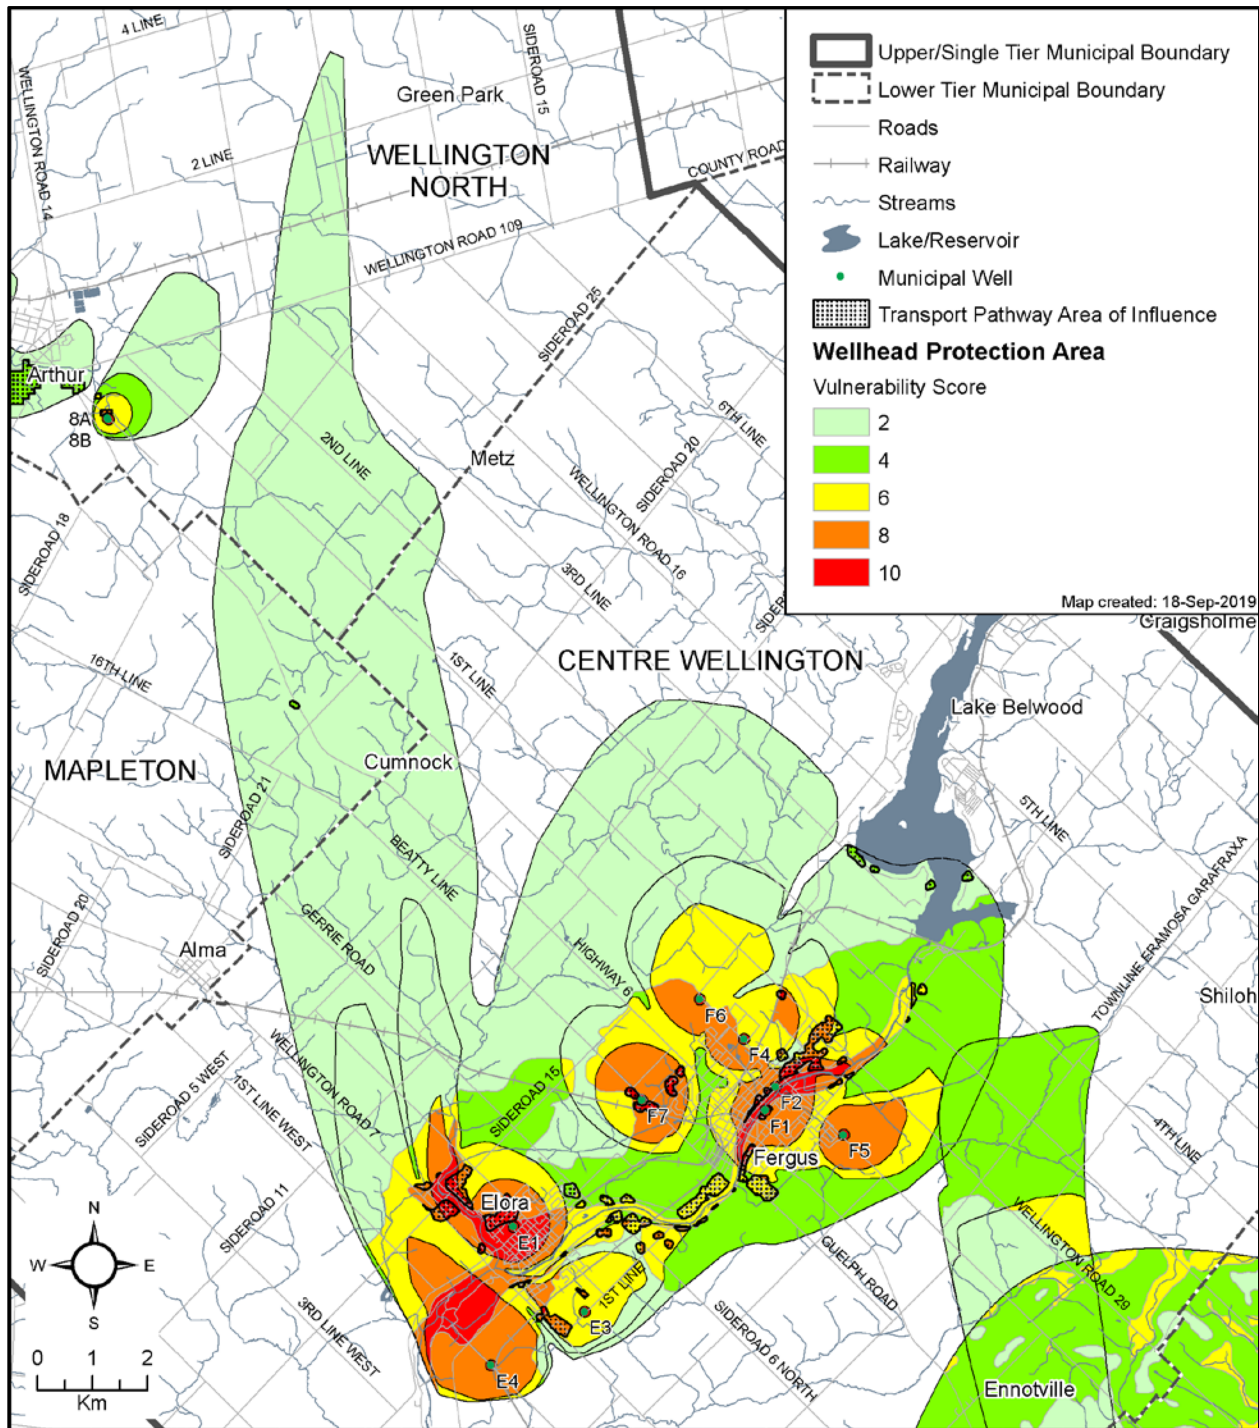 4 LINE
SIDEROAD 15
WELLINGTON ROAD 14
Green Park
2 LINE
WELLINGTON
NORTH
COUNTY ROAD
WELLINGTON ROAD 109
SIDEROAD 25
Arthur
8A
8B
2ND LINE
Metz
6TH LINE
SIDEROAD 20
WELLINGTON ROAD 16
SIDEROAD 18
3RD LINE
16TH LINE
1ST LINE
CENTRE WELLINGTON
Craigsholme
Lake Belwood
MAPLETON
Cumnock
SIDEROAD 21
BEATTY LINE
5TH LINE
TOWNLINE ERAMOSA GARAFRAXA
SIDEROAD 20
GERRIE ROAD
Alma
HIGHWAY 6
Shiloh
F6
F4
SIDEROAD 5 WEST
1ST LINE WEST
WELLINGTON ROAD 7
SIDEROAD 15
F7
F2
F1
F5
Fergus
4TH LINE
SIDEROAD 11
Elora
E1
WELLINGTON ROAD 29
GUELPH ROAD
1ST LINE
E3
3RD LINE WEST
SIDEROAD 6 NORTH
E4
Ennotville
N
W E
S
0 1 2
Km
Upper/Single Tier Municipal Boundary
Lower Tier Municipal Boundary
Roads
Railway
Streams
Lake/Reservoir
Municipal Well
Transport Pathway Area of Influence
Wellhead Protection Area
Vulnerability Score
2
4
6
8
10
Map created: 18-Sep-2019